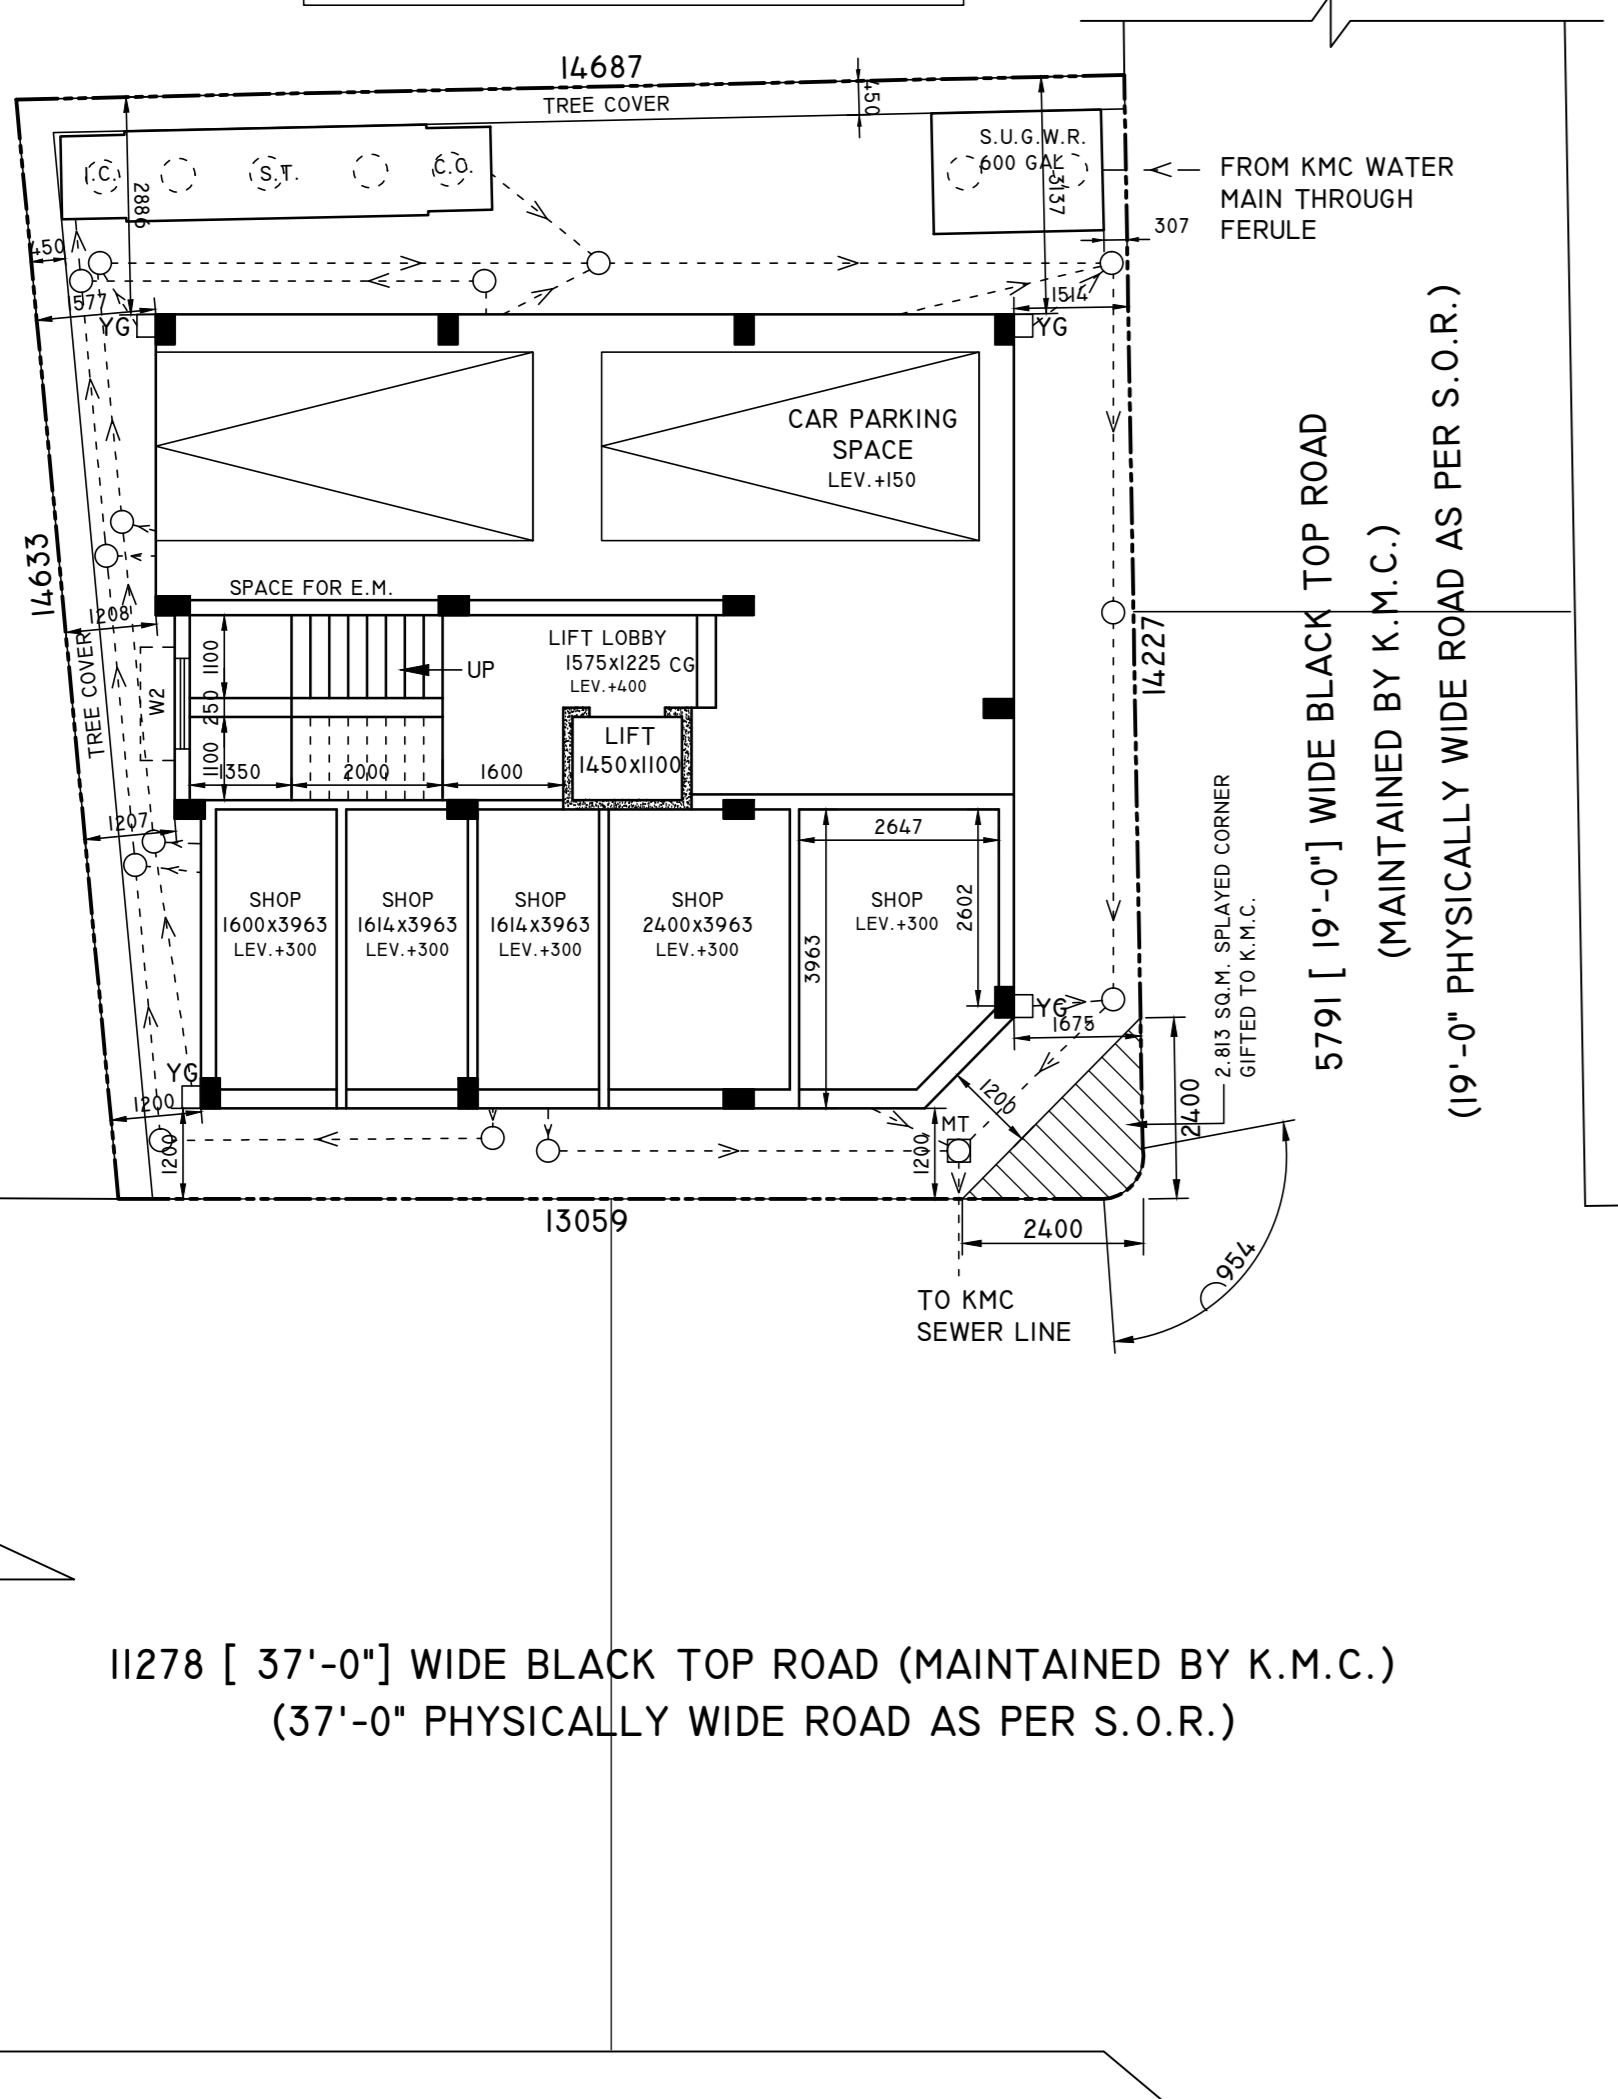 14687
TREE COVER
450
S.U.G.W.R.
600 GAL
I.C.
S.T.
C.O.
2886
3137
FROM KMC WATER
MAIN THROUGH
FERULE
307
450
1577
1514
YG
YG
CAR PARKING
SPACE
LEV.+150
14633
SPACE FOR E.M.
1208
TREE COVER
W2
1100
250
1100
UP
LIFT LOBBY
1575x1225 CG
LEV.+400
LIFT
1450x1100
1350
2000
1600
14227
5791 [ 19'-0"] WIDE BLACK TOP ROAD
(MAINTAINED BY K.M.C.)
(19'-0" PHYSICALLY WIDE ROAD AS PER S.O.R.)
1207
2647
2602
3963
SHOP
1600x3963
LEV.+300
SHOP
1614x3963
LEV.+300
SHOP
1614x3963
LEV.+300
SHOP
2400x3963
LEV.+300
SHOP
LEV.+300
2.813 SQ.M. SPLAYED CORNER
GIFTED TO K.M.C.
YG
1675
YG
1200
1200
1200
1200
MT
2400
13059
2400
954
TO KMC
SEWER LINE
11278 [ 37'-0"] WIDE BLACK TOP ROAD (MAINTAINED BY K.M.C.)
(37'-0" PHYSICALLY WIDE ROAD AS PER S.O.R.)